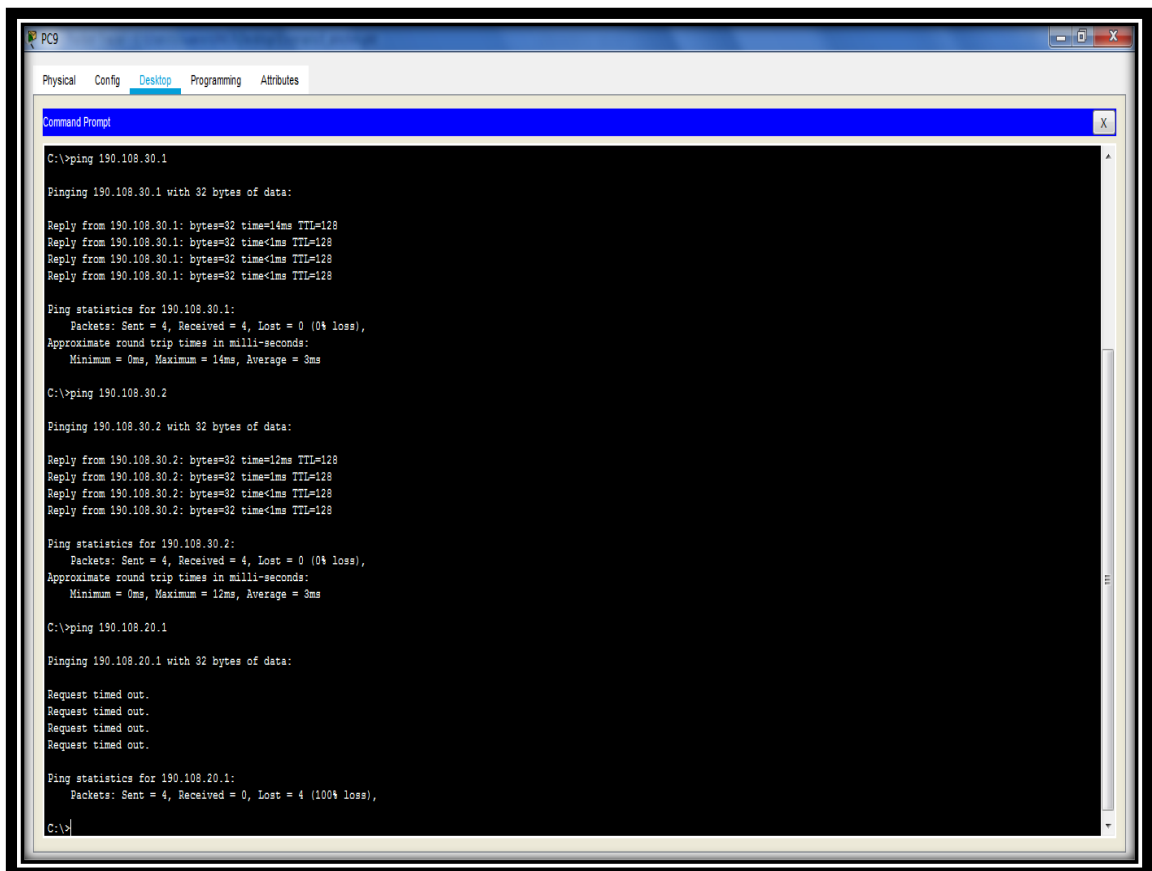 PC9
Physical Config Desktop Programming Attributes
Command Prompt
X
C:\>ping 190.108.30.1
Pinging 190.108.30.1 with 32 bytes of data:
Reply from 190.108.30.1: bytes=32 time=14ms TTL=128
Reply from 190.108.30.1: bytes=32 time<1ms TTL=128
Reply from 190.108.30.1: bytes=32 time<1ms TTL=128
Reply from 190.108.30.1: bytes=32 time<1ms TTL=128
Ping statistics for 190.108.30.1:
Packets: Sent = 4, Received = 4, Lost = 0 (0% loss),
Approximate round trip times in milli-seconds:
Minimum = 0ms, Maximum = 14ms, Average = 3ms
C:\>ping 190.108.30.2
Pinging 190.108.30.2 with 32 bytes of data:
Reply from 190.108.30.2: bytes=32 time=12ms TTL=128
Reply from 190.108.30.2: bytes=32 time=1ms TTL=128
Reply from 190.108.30.2: bytes=32 time<1ms TTL=128
Reply from 190.108.30.2: bytes=32 time<1ms TTL=128
Ping statistics for 190.108.30.2:
Packets: Sent = 4, Received = 4, Lost = 0 (0% loss),
Approximate round trip times in milli-seconds:
Minimum = 0ms, Maximum = 12ms, Average = 3ms
C:\>ping 190.108.20.1
Pinging 190.108.20.1 with 32 bytes of data:
Request timed out.
Request timed out.
Request timed out.
Request timed out.
Ping statistics for 190.108.20.1:
Packets: Sent = 4, Received = 0, Lost = 4 (100% loss),
C:\>